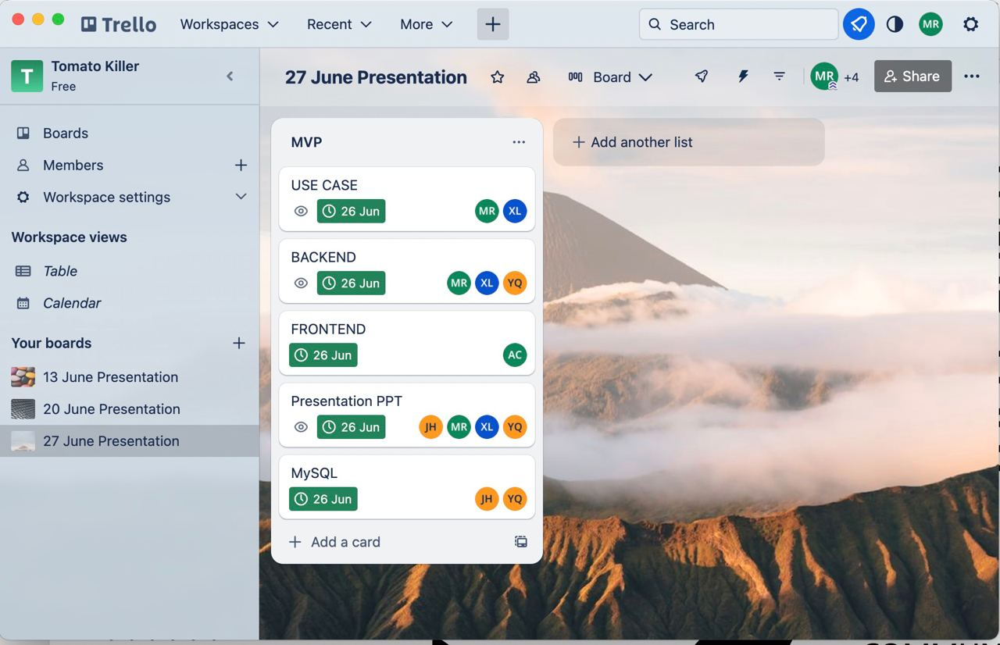 Trello
Workspaces
Recent
More
Search
MR
T
Tomato Killer
Free
27 June Presentation
Board
MR
+4
Share
Boards
Members
Workspace settings
Workspace views
Table
Calendar
Your boards
13 June Presentation
20 June Presentation
27 June Presentation
MVP
USE CASE
26 Jun
MR XL
BACKEND
26 Jun
MR XL YQ
FRONTEND
26 Jun
AC
Presentation PPT
26 Jun
JH MR XL YQ
MySQL
26 Jun
JH YQ
Add a card
Add another list